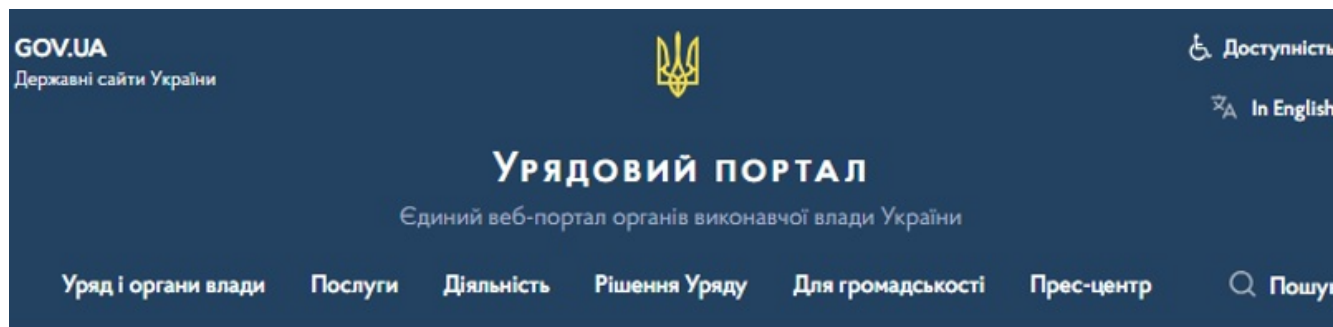 GOV.UA
Державні сайти України
Доступність
In English
Урядовий портал
Єдиний веб-портал органів виконавчої влади України
Уряд і органи влади Послуги Діяльність Рішення Уряду Для громадськості Прес-центр